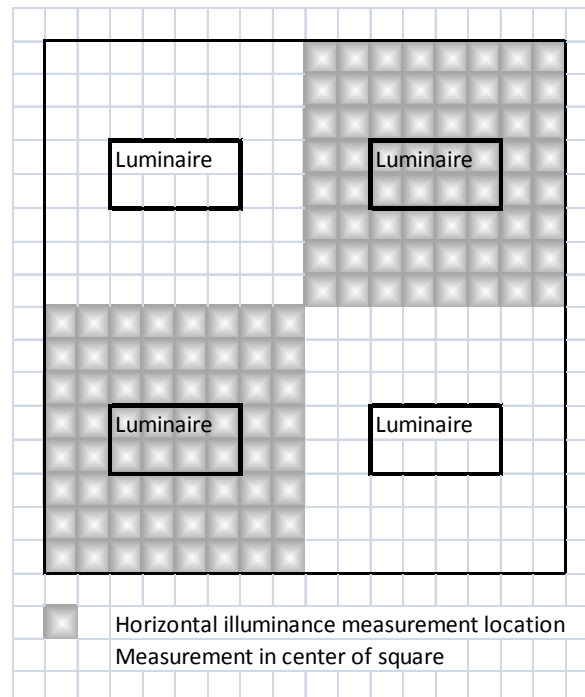 Luminaire
Luminaire
Luminaire
Luminaire
Horizontal illuminance measurement location
Measurement in center of square